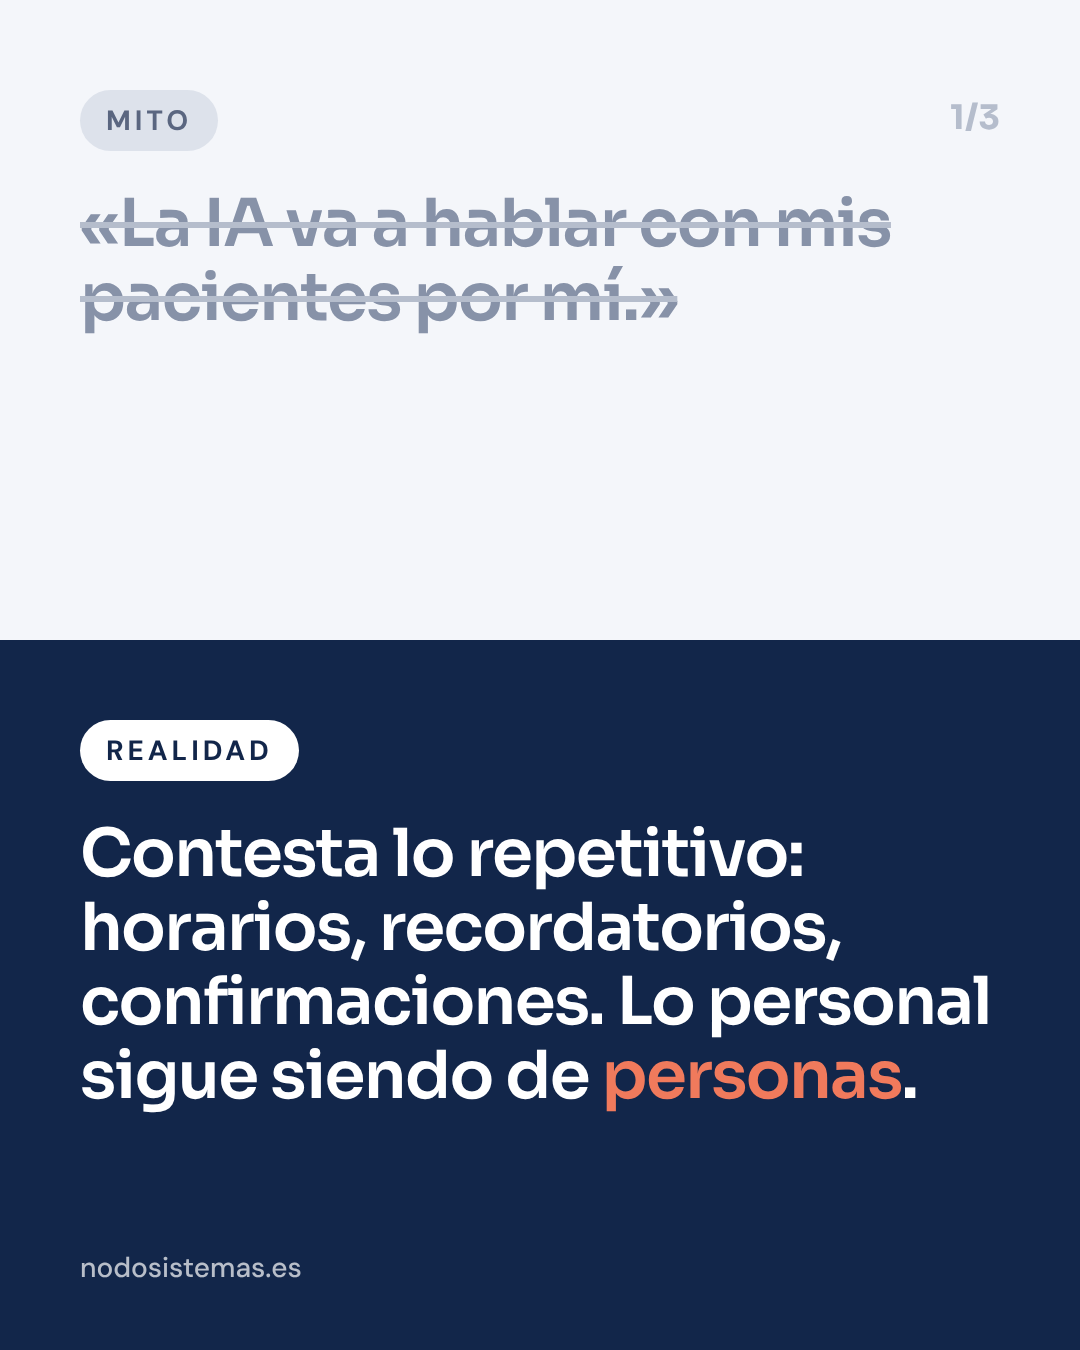 MITO
1/3
«La IA va a hablar con mis
pacientes por mí.»
REALIDAD
Contesta lo repetitivo:
horarios, recordatorios,
confirmaciones. Lo personal
sigue siendo de personas.
nodosistemas.es